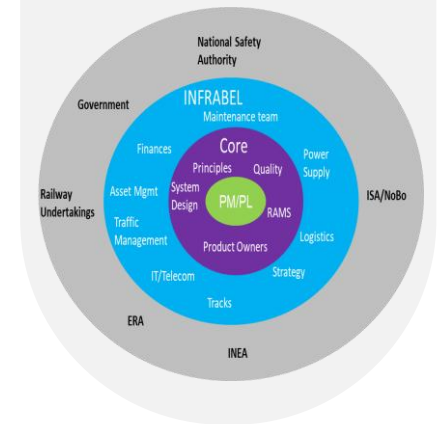 National Safety
Authority
Government
INFRABEL
Maintenance team
Finances
Core
Power
Supply
Principles
Quality
Railway
Undertakings
Asset Mgmt
System
Design
PM/PL
ISA/NoBo
RAMS
Traffic
Management
Logistics
Product Owners
IT/Telecom
Strategy
Tracks
ERA
INEA